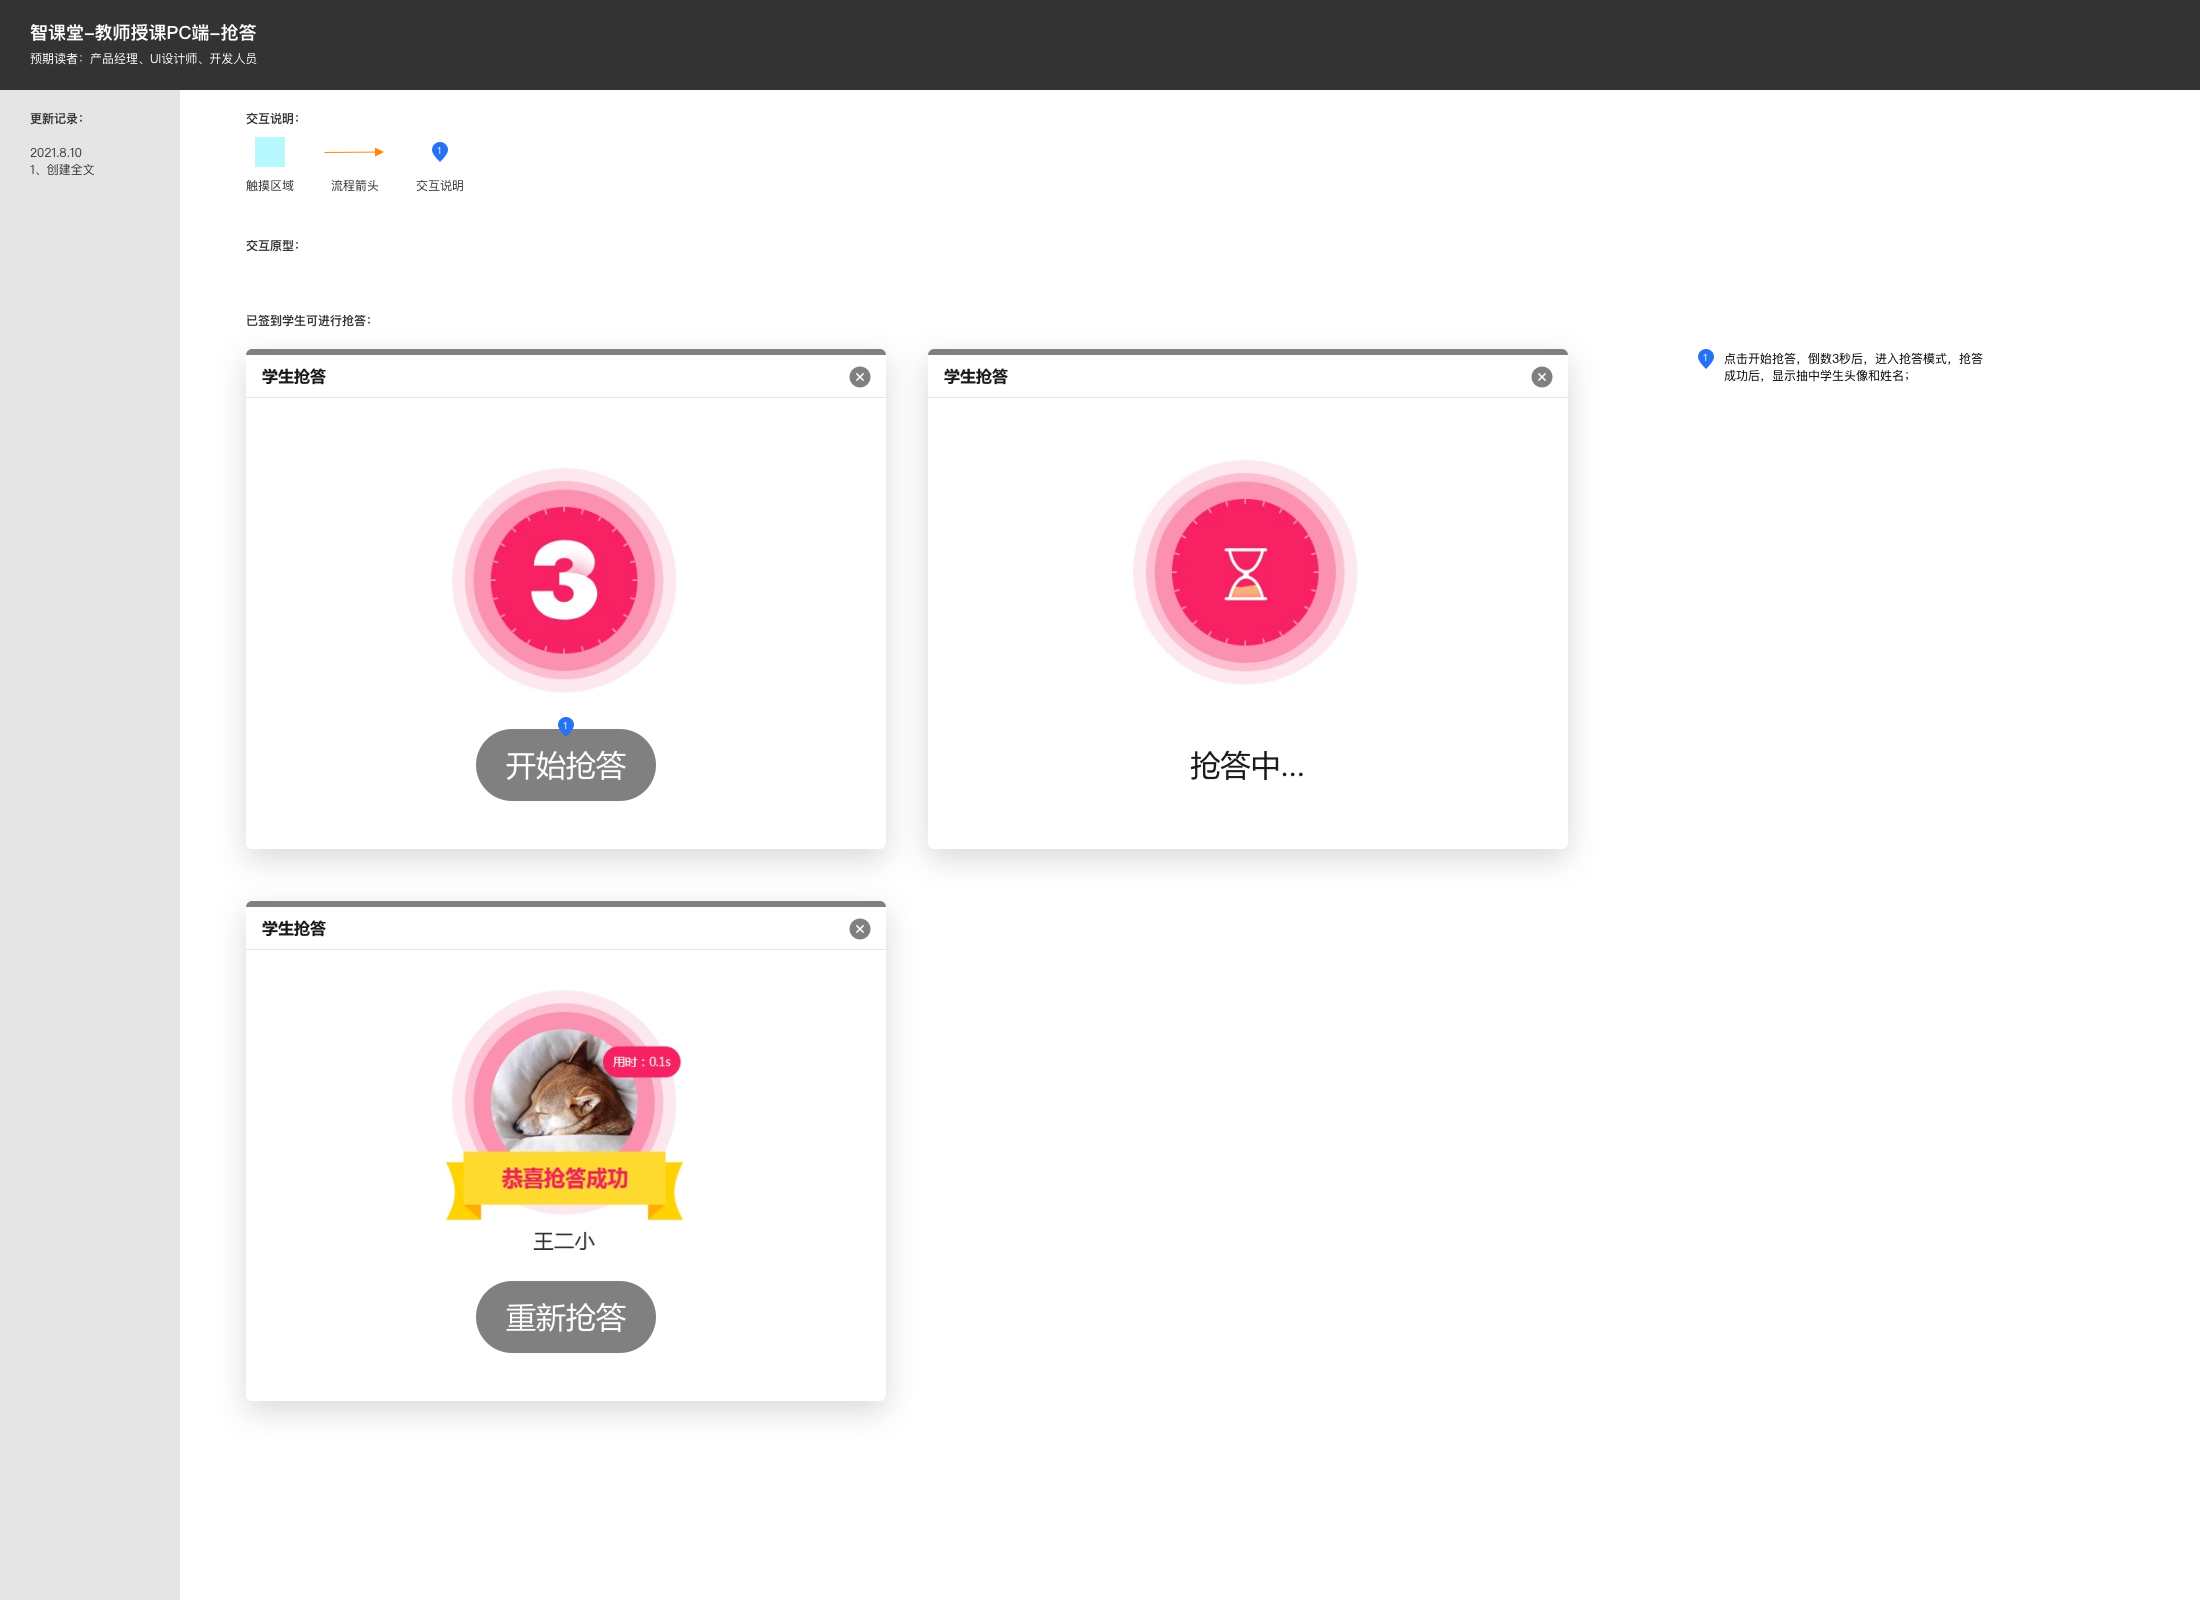 智课堂-教师授课PC端-抢答
预期读者：产品经理、UI设计师、开发人员
更新记录：
2021.8.10
1、创建全文
交互说明：
1
触摸区域 流程箭头 交互说明
交互原型：
已签到学生可进行抢答：
学生抢答
3
1
开始抢答
学生抢答
抢答中...
1 点击开始抢答，倒数3秒后，进入抢答模式，抢答
成功后，显示抽中学生头像和姓名；
学生抢答
用时：0.1s
恭喜抢答成功
王二小
重新抢答